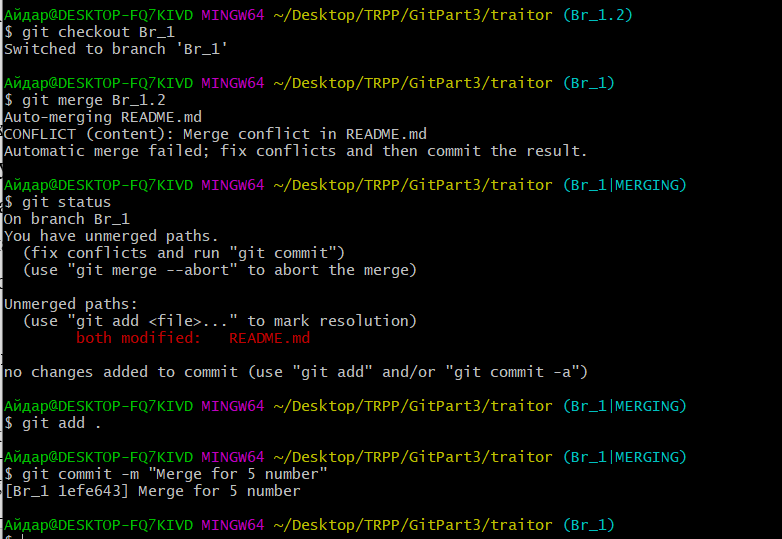 Айдар@DESKTOP-FQ7KIVD MINGW64 ~/Desktop/TRPP/GitPart3/traitor (Br_1.2)
$ git checkout Br_1
Switched to branch 'Br_1'
Айдар@DESKTOP-FQ7KIVD MINGW64 ~/Desktop/TRPP/GitPart3/traitor (Br_1)
$ git merge Br_1.2
Auto-merging README.md
CONFLICT (content): Merge conflict in README.md
Automatic merge failed; fix conflicts and then commit the result.
Айдар@DESKTOP-FQ7KIVD MINGW64 ~/Desktop/TRPP/GitPart3/traitor (Br_1|MERGING)
$ git status
On branch Br_1
You have unmerged paths.
  (fix conflicts and run "git commit")
  (use "git merge --abort" to abort the merge)
Unmerged paths:
  (use "git add <file>..." to mark resolution)
        both modified:   README.md
no changes added to commit (use "git add" and/or "git commit -a")
Айдар@DESKTOP-FQ7KIVD MINGW64 ~/Desktop/TRPP/GitPart3/traitor (Br_1|MERGING)
$ git add .
Айдар@DESKTOP-FQ7KIVD MINGW64 ~/Desktop/TRPP/GitPart3/traitor (Br_1|MERGING)
$ git commit -m "Merge for 5 number"
[Br_1 1efe643] Merge for 5 number
Айдар@DESKTOP-FQ7KIVD MINGW64 ~/Desktop/TRPP/GitPart3/traitor (Br_1)
$